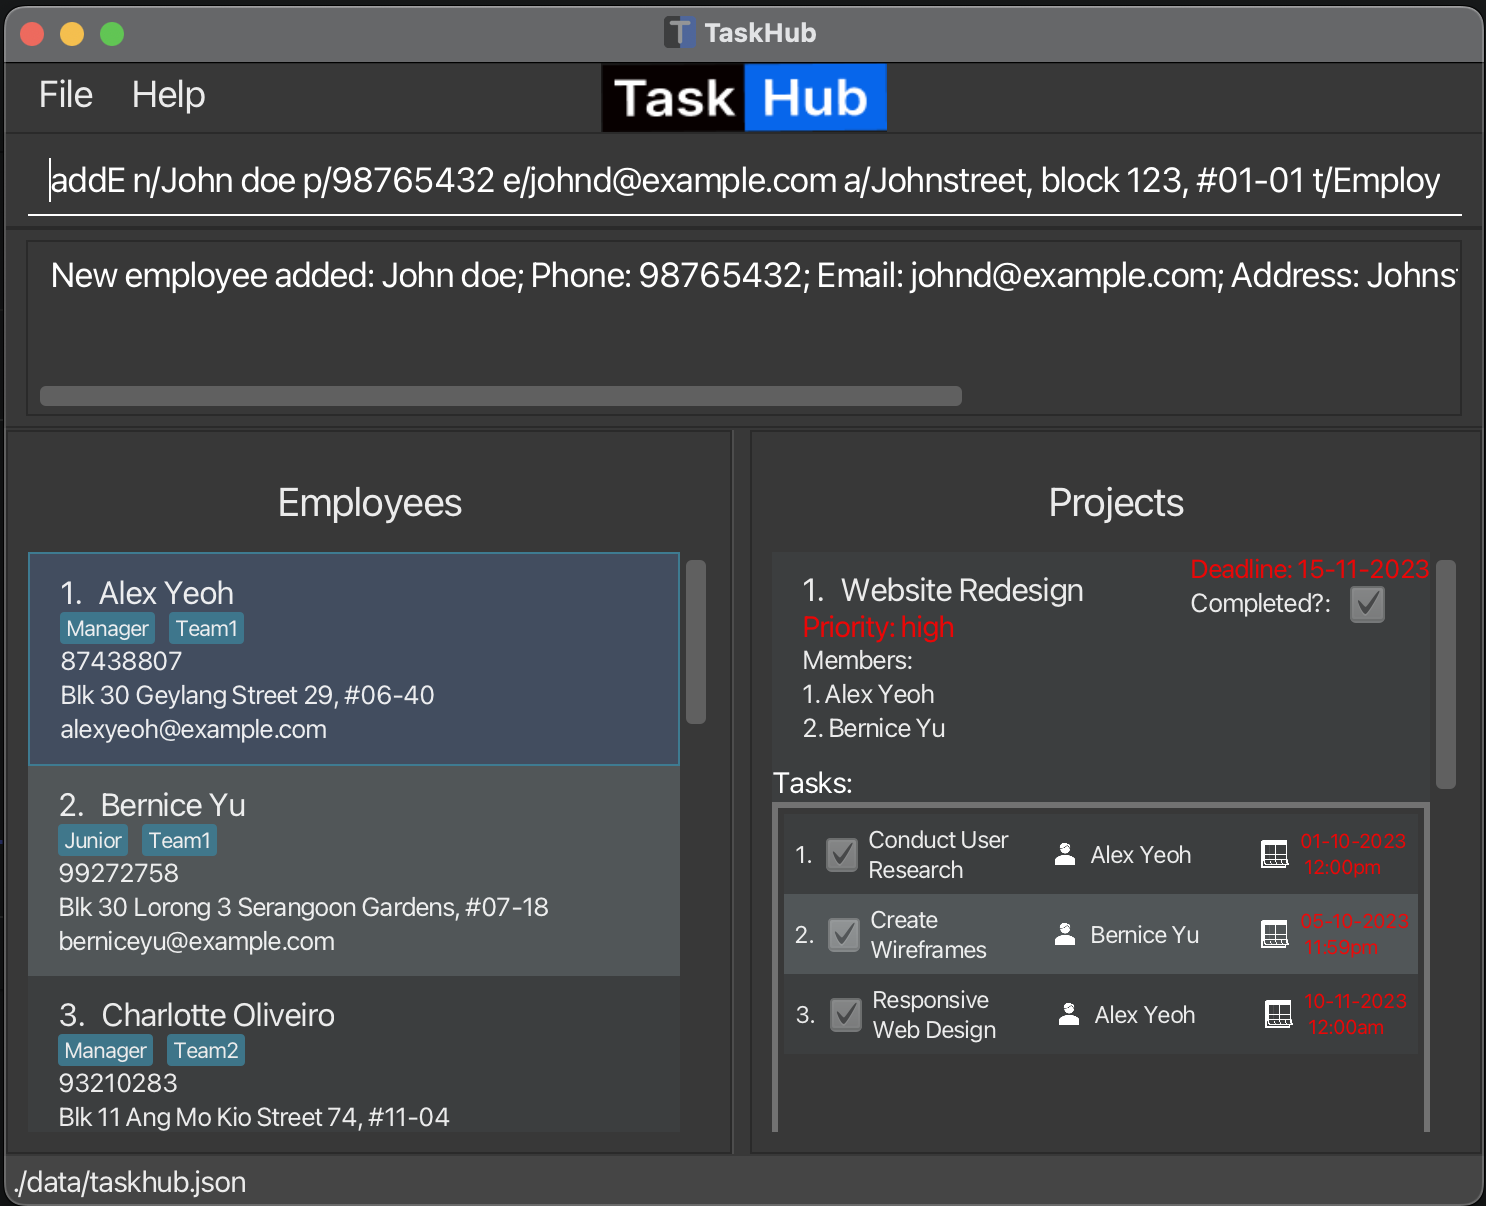 TaskHub
File Help
Task Hub
addE n/John doe p/98765432 e/johnd@example.com a/Johnstreet, block 123, #01-01 t/Employ
New employee added: John doe; Phone: 98765432; Email: johnd@example.com; Address: Johns
Employees
1. Alex Yeoh
Manager Team1
87438807
Blk 30 Geylang Street 29, #06-40
alexyeoh@example.com
2. Bernice Yu
Junior Team1
99272758
Blk 30 Lorong 3 Serangoon Gardens, #07-18
berniceyu@example.com
3. Charlotte Oliveiro
Manager Team2
93210283
Blk 11 Ang Mo Kio Street 74, #11-04
Projects
Deadline: 15-11-2023
1. Website Redesign
Completed?:
Priority: high
Members:
1. Alex Yeoh
2. Bernice Yu
Tasks:
1. Conduct User
Research
Alex Yeoh
01-10-2023
12:00pm
2. Create
Wireframes
Bernice Yu
05-10-2023
11:59pm
3. Responsive
Web Design
Alex Yeoh
10-11-2023
12:00am
./data/taskhub.json